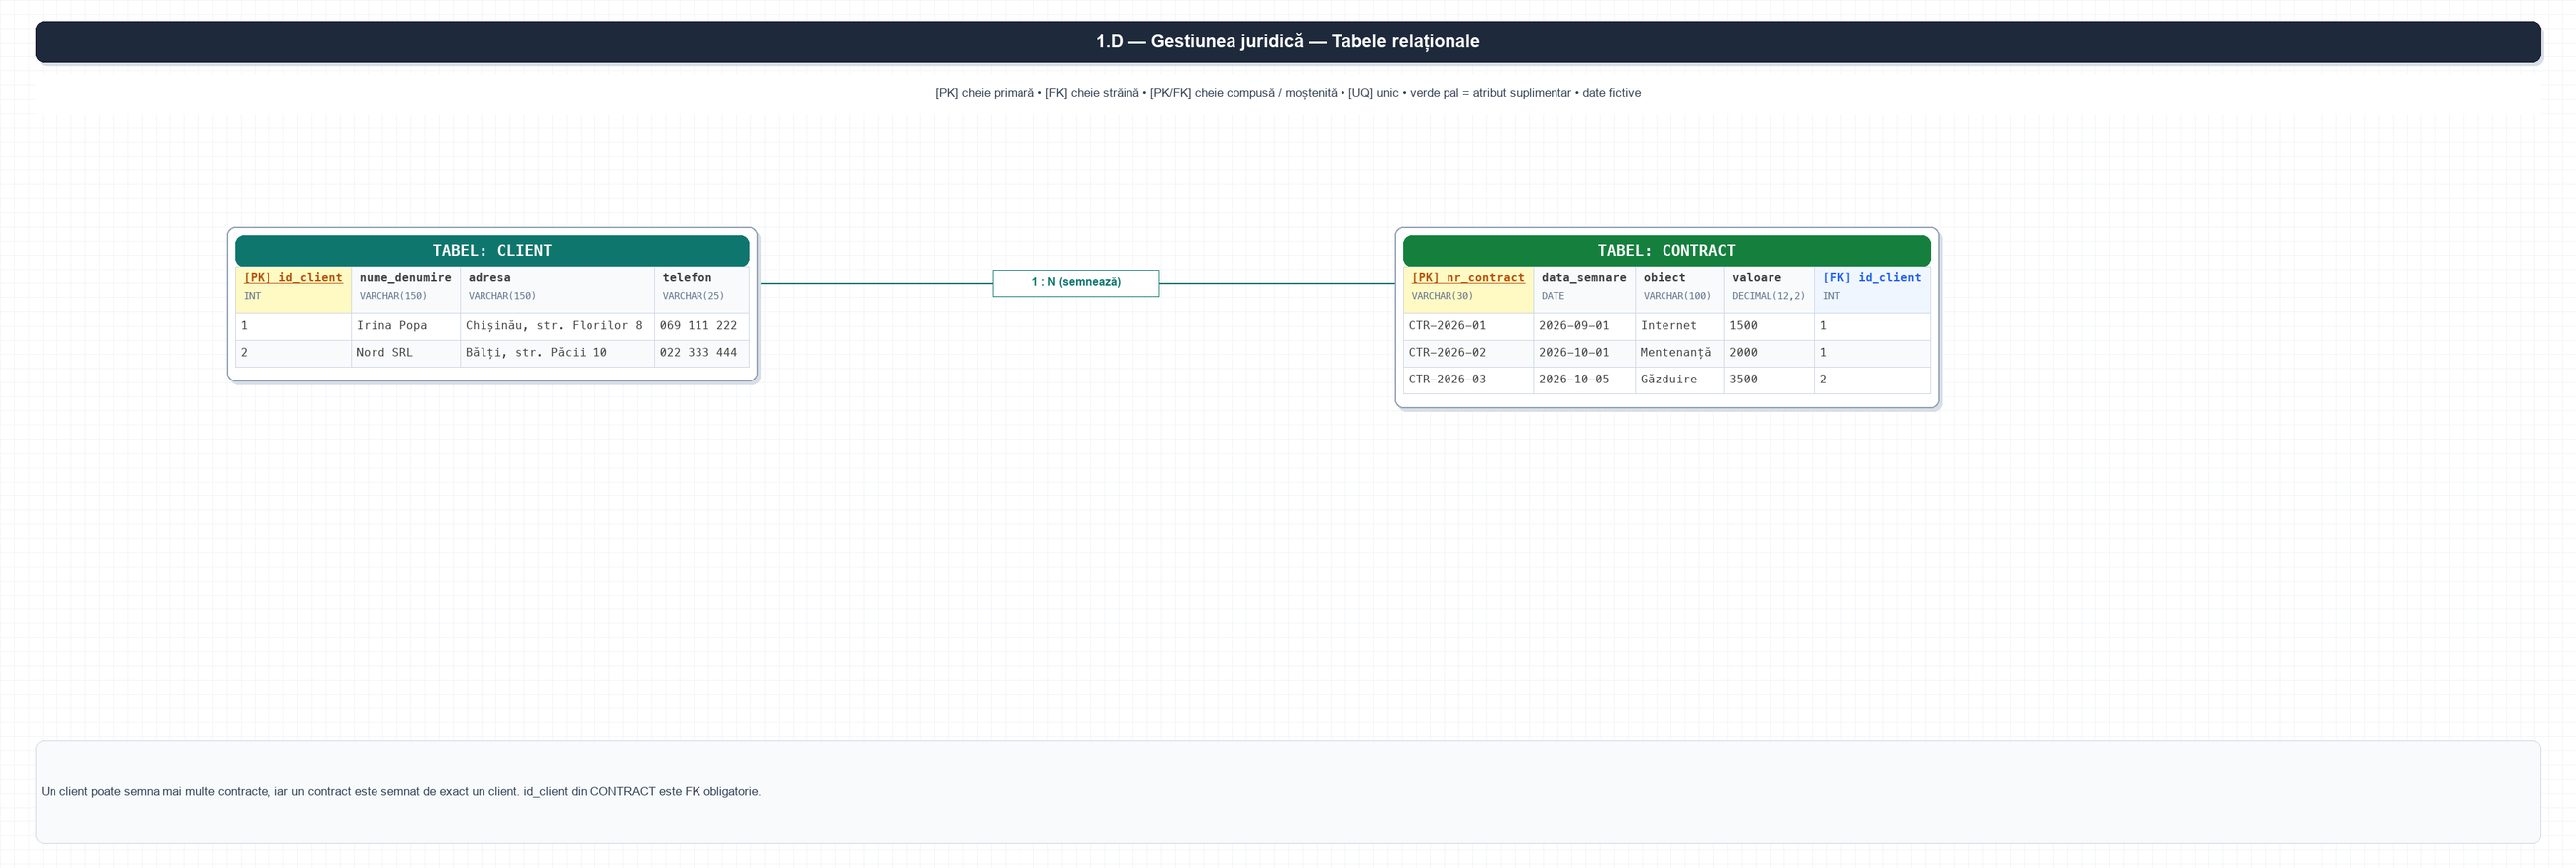 1.D — Gestiunea juridică — Tabele relaționale
[PK] cheie primară • [FK] cheie străină • [PK/FK] cheie compusă / moștenită • [UQ] unic • verde pal = atribut suplimentar • date fictive
TABEL: CLIENT
[PK] id_client nume_denumire adresa telefon
INT VARCHAR(150) VARCHAR(150) VARCHAR(25)
1 Irina Popa Chișinău, str. Florilor 8 069 111 222
2 Nord SRL Bălți, str. Păcii 10 022 333 444
1 : N (semnează)
TABEL: CONTRACT
[PK] nr_contract data_semnare obiect valoare [FK] id_client
VARCHAR(30) DATE VARCHAR(100) DECIMAL(12,2) INT
CTR-2026-01 2026-09-01 Internet 1500 1
CTR-2026-02 2026-10-01 Mentenanță 2000 1
CTR-2026-03 2026-10-05 Găzduire 3500 2
Un client poate semna mai multe contracte, iar un contract este semnat de exact un client. id_client din CONTRACT este FK obligatorie.